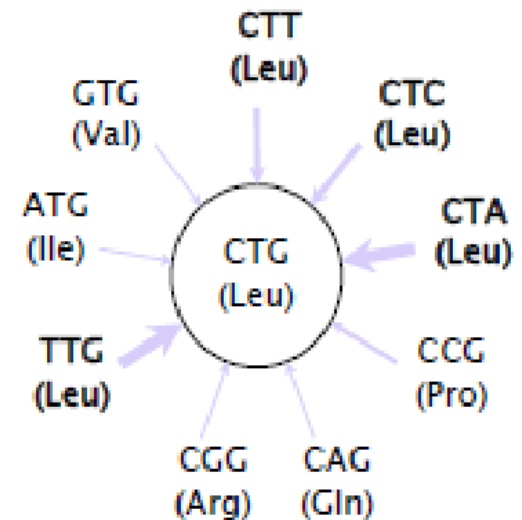 CTT
(Leu)
CTC
(Leu)
CTA
(Leu)
CCG
(Pro)
CAG
(Gln)
CGG
(Arg)
TTG
(Leu)
ATG
(Ile)
GTG
(Val)
CTG
(Leu)